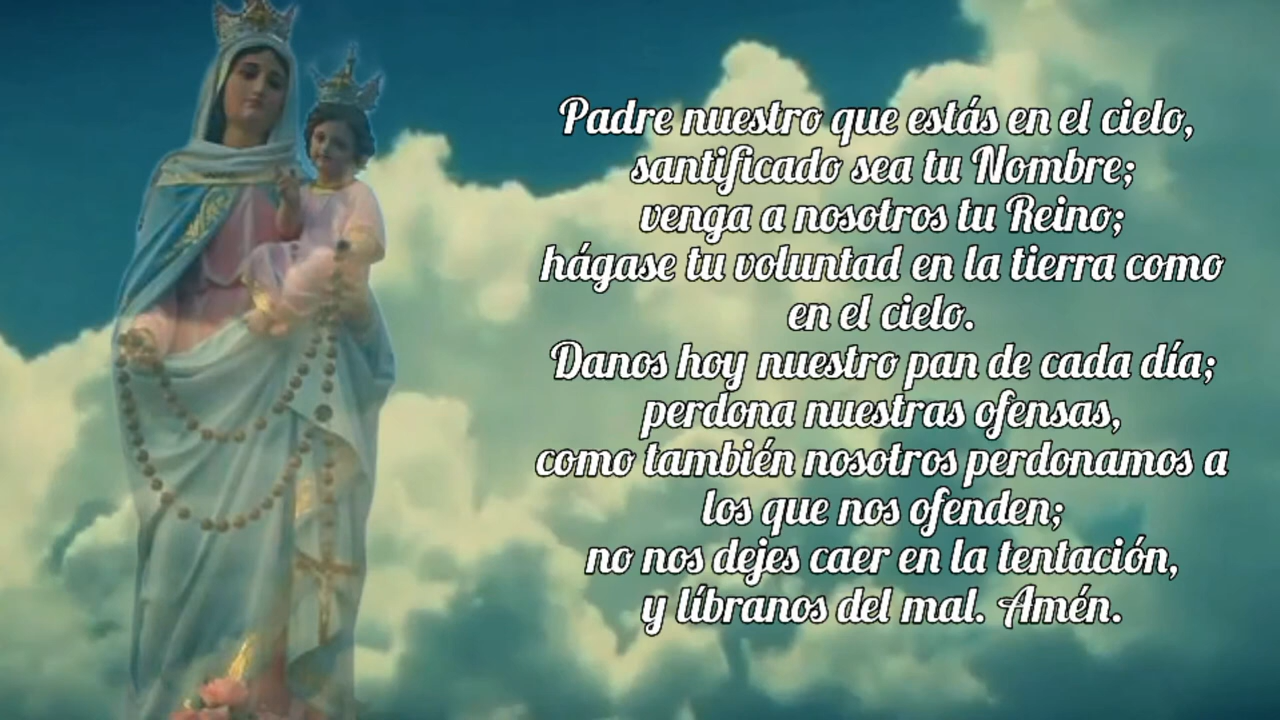 Padre nuestro que estás en el cielo,
santificado sea tu Nombre;
venga a nosotros tu Reino;
hágase tu voluntad en la tierra como
en el cielo.
Danos hoy nuestro pan de cada día;
perdona nuestras ofensas,
como también nosotros perdonamos a
los que nos ofenden;
no nos dejes caer en la tentación,
y líbranos del mal. Amén.